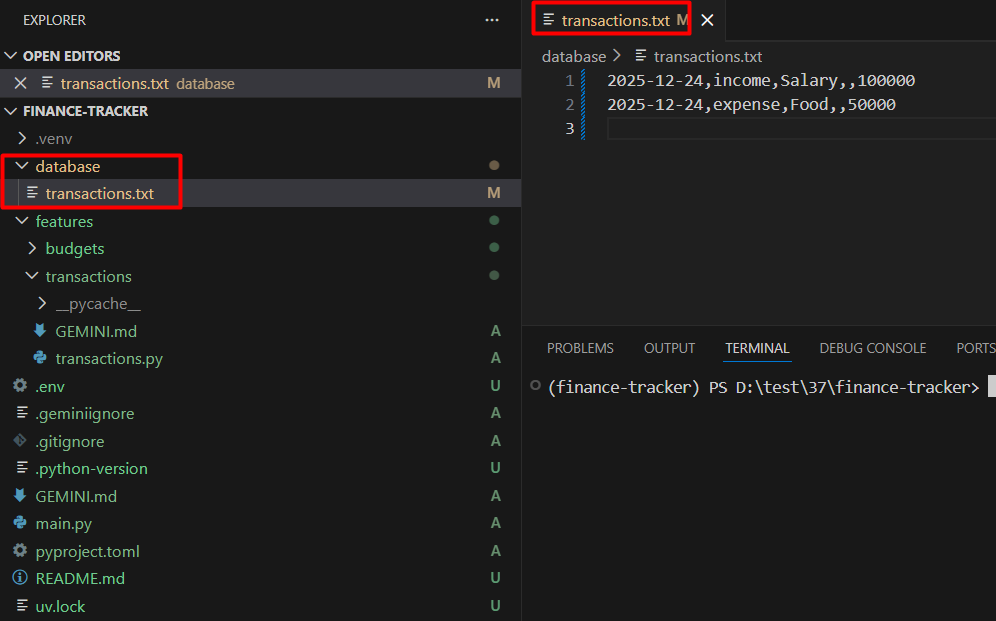 EXPLORER
OPEN EDITORS
transactions.txt database M
FINANCE-TRACKER
.venv
database
transactions.txt M
features
budgets
transactions
__pycache__
GEMINI.md A
transactions.py A
.env U
.geminiignore A
.gitignore A
.python-version U
GEMINI.md A
main.py A
pyproject.toml A
README.md U
uv.lock U
transactions.txt M
database > transactions.txt
1 2025-12-24,income,Salary,,100000
2 2025-12-24,expense,Food,,50000
3
PROBLEMS OUTPUT TERMINAL DEBUG CONSOLE PORTS
(finance-tracker) PS D:\test\37\finance-tracker>